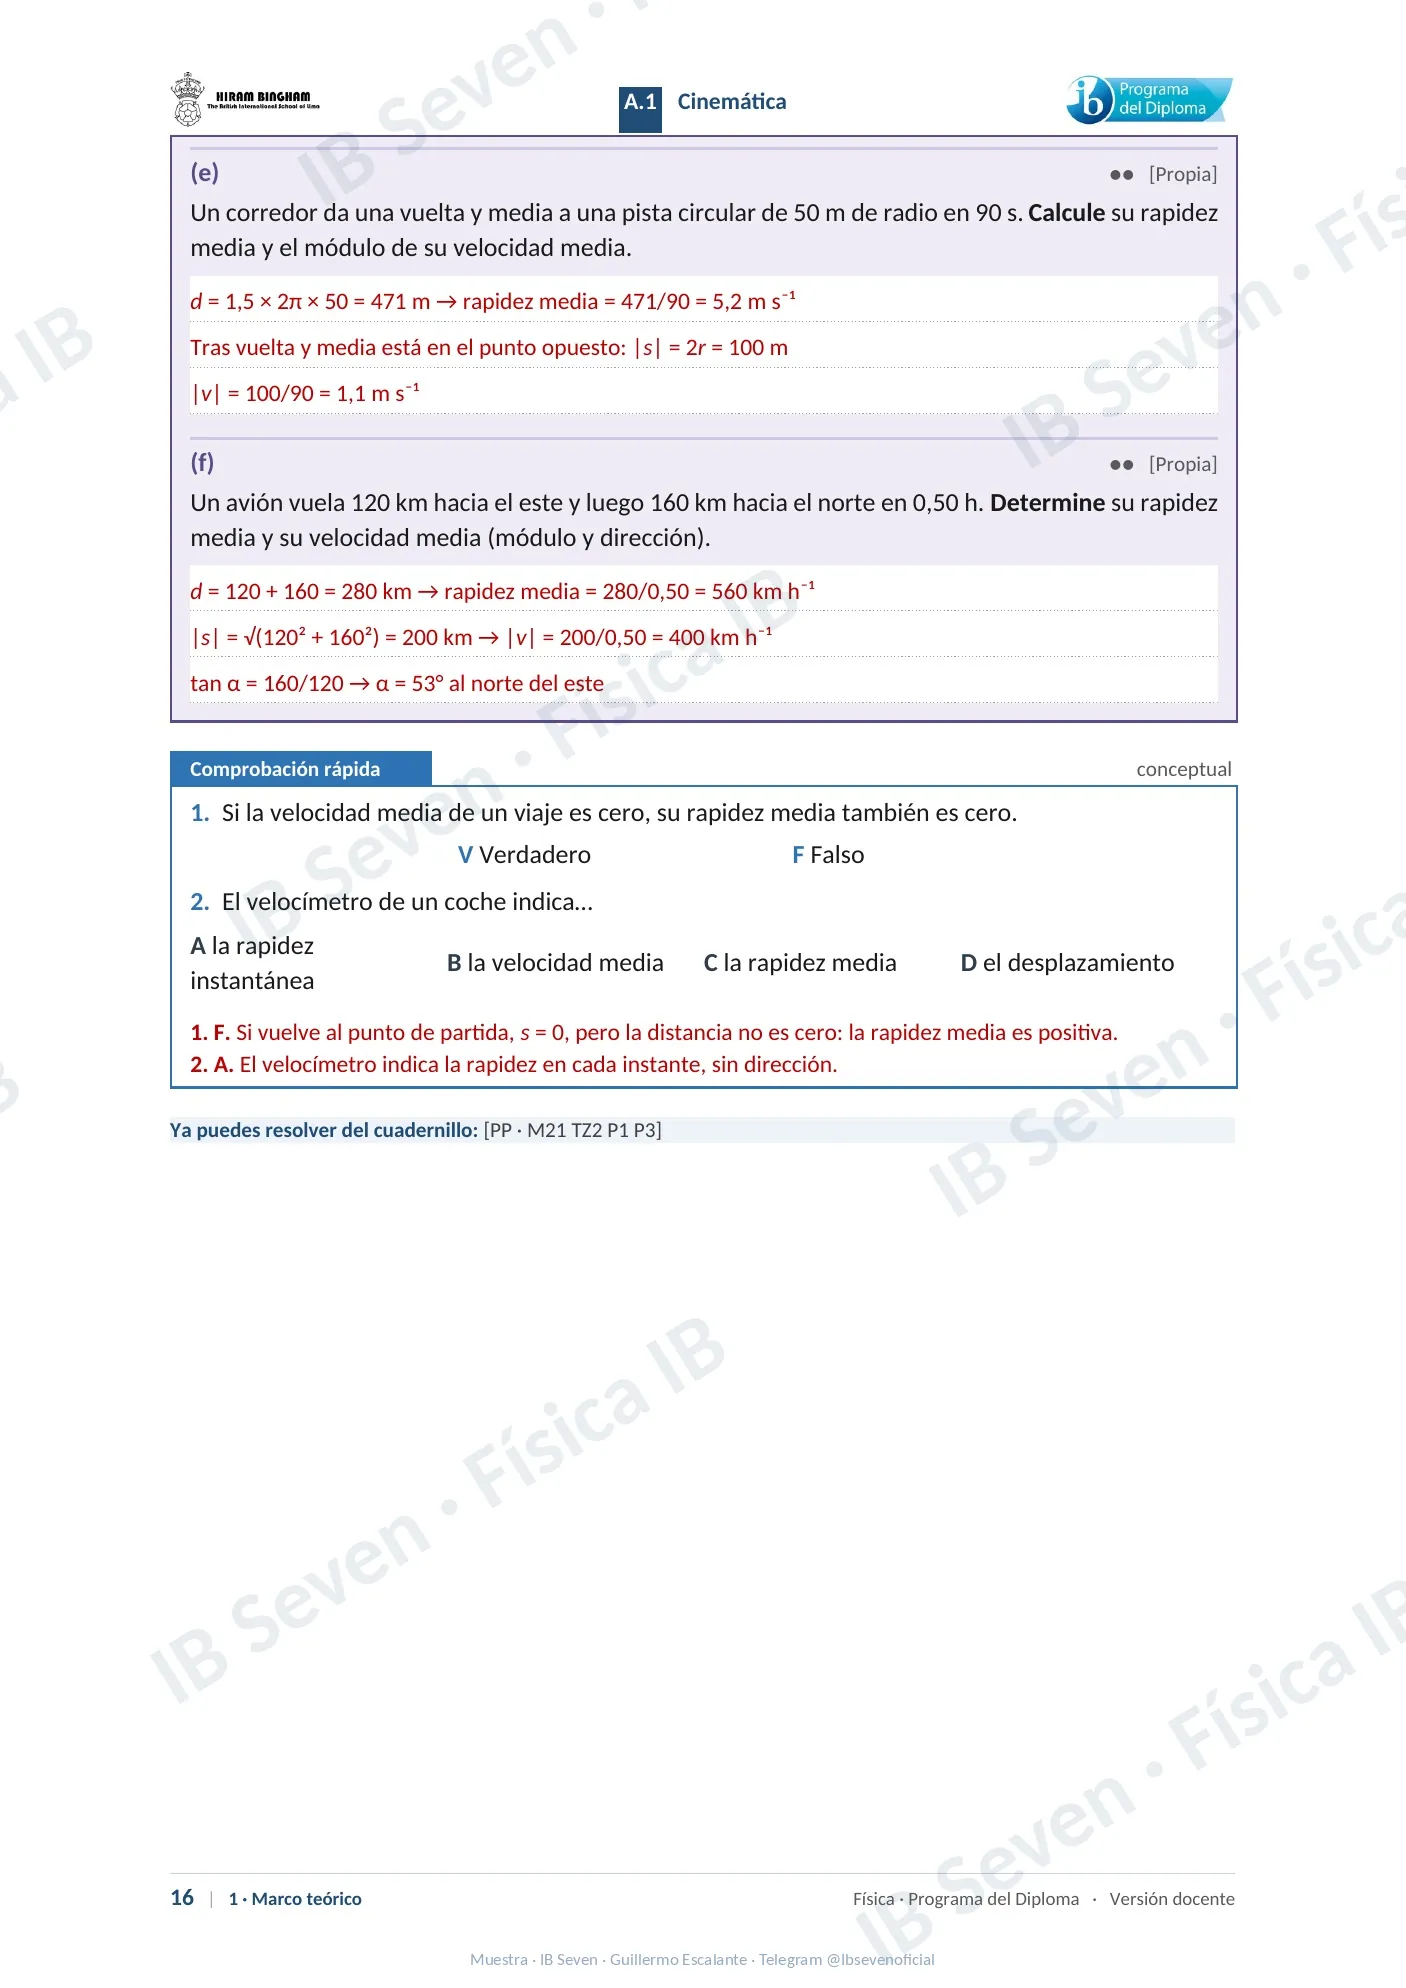 HIRAM BINGHAM
The British International School of Lima
A.1 Cinemática
ib Programa
del Diploma
(e) ●● [Propia]
Un corredor da una vuelta y media a una pista circular de 50 m de radio en 90 s. Calcule su rapidez
media y el módulo de su velocidad media.
d = 1,5 × 2π × 50 = 471 m → rapidez media = 471/90 = 5,2 m s⁻¹
Tras vuelta y media está en el punto opuesto: |s| = 2r = 100 m
|v| = 100/90 = 1,1 m s⁻¹
(f) ●● [Propia]
Un avión vuela 120 km hacia el este y luego 160 km hacia el norte en 0,50 h. Determine su rapidez
media y su velocidad media (módulo y dirección).
d = 120 + 160 = 280 km → rapidez media = 280/0,50 = 560 km h⁻¹
|s| = √(120² + 160²) = 200 km → |v| = 200/0,50 = 400 km h⁻¹
tan α = 160/120 → α = 53° al norte del este
Comprobación rápida conceptual
1. Si la velocidad media de un viaje es cero, su rapidez media también es cero.
V Verdadero F Falso
2. El velocímetro de un coche indica...
A la rapidez
instantánea
B la velocidad media C la rapidez media D el desplazamiento
1. F. Si vuelve al punto de partida, s = 0, pero la distancia no es cero: la rapidez media es positiva.
2. A. El velocímetro indica la rapidez en cada instante, sin dirección.
Ya puedes resolver del cuadernillo: [PP · M21 TZ2 P1 P3]
IB Seven · Física IB
16 | 1 · Marco teórico Física · Programa del Diploma · Versión docente
Muestra · IB Seven · Guillermo Escalante · Telegram @Ibsevenoficial